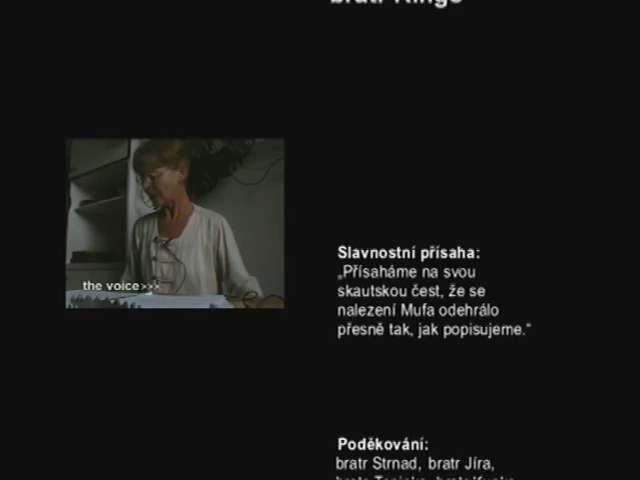 the voice>>>
Slavnostní přísaha:
„Přísaháme na svou
skautskou čest, že se
nalezení Mufa odehrálo
přesně tak, jak popisujeme.“
Poděkování:
bratr Strnad, bratr Jíra,